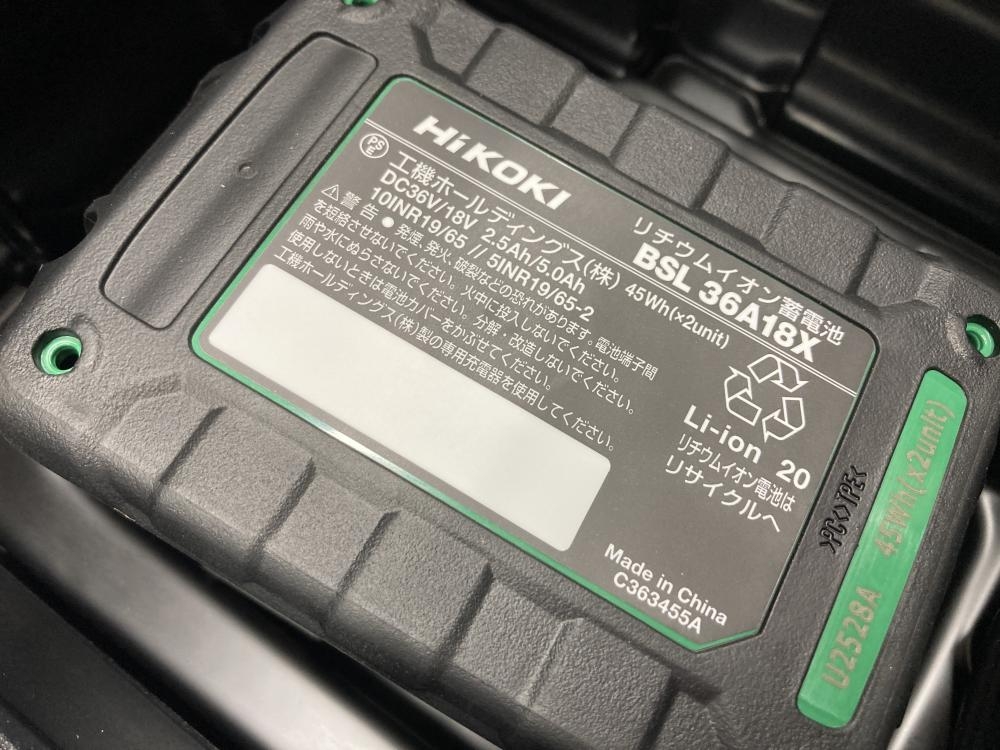 HiKOKI
リチウムイオン蓄電池
BSL 36A18X
PS
E
工機ホールディングス(株)
DC36V/18V 2.5Ah/5.0Ah 45Wh(x2unit)
10INR19/65 // 5INR19/65-2
⚠警告 ●発煙、発火、破裂などの恐れがあります。電池端子間
を短絡させないでください。火中に投入しないでください。
雨や水にぬらさないでください。分解・改造しないでください。
使用しないときは電池カバーをかぶせてください。
工機ホールディングス(株)製の専用充電器を使用してください。
Li-ion 20
リチウムイオン電池は
リサイクルへ
Made in China
C363455A
>PC<>TPE<
U2528A 45Wh(x2unit)